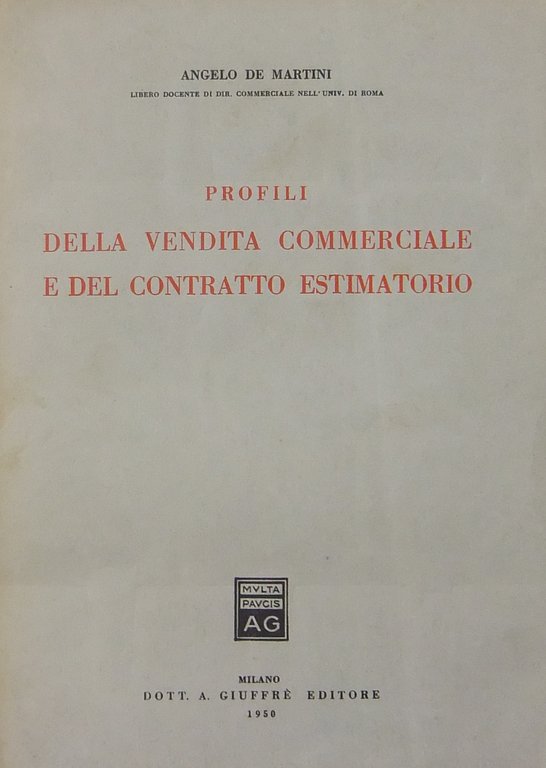 ANGELO DE MARTINI
LIBERO DOCENTE DI DIR. COMMERCIALE NELL'UNIV. DI ROMA
PROFILI
DELLA VENDITA COMMERCIALE
E DEL CONTRATTO ESTIMATORIO
MVLTA
PAVCIS
AG
MILANO
DOTT. A. GIUFFRÈ EDITORE
1950